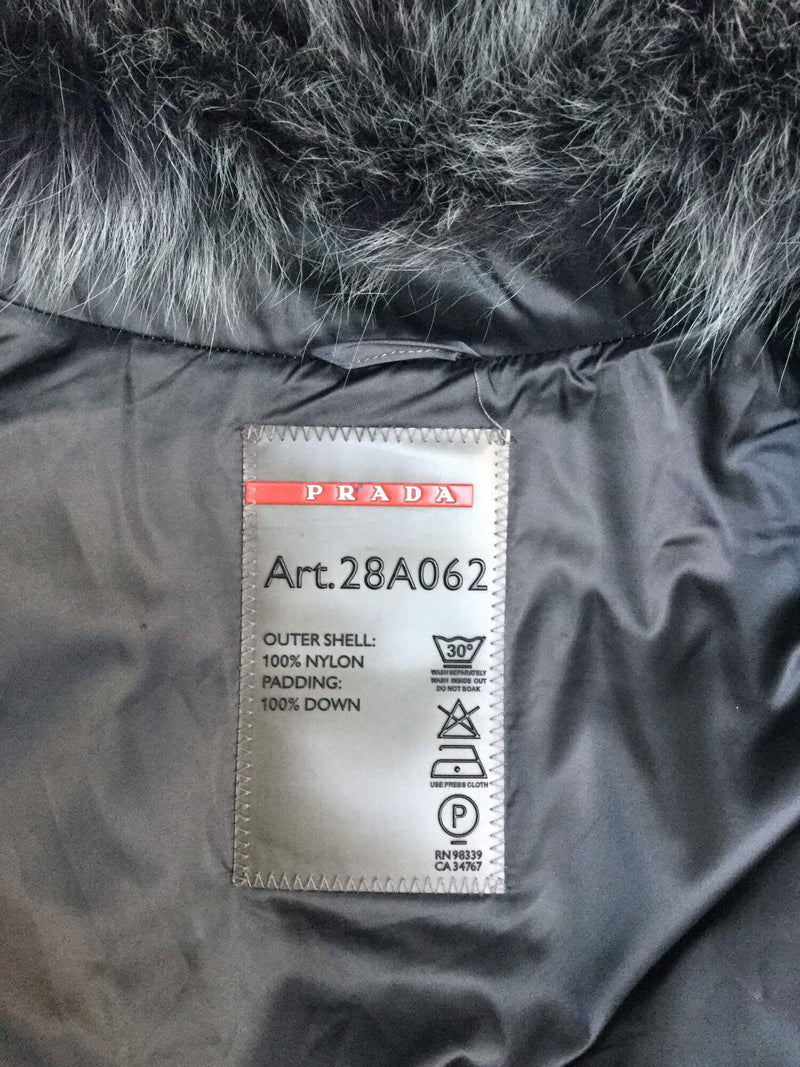 PRADA
Art.28A062
OUTER SHELL:
100% NYLON
PADDING:
100% DOWN
30°
WASH SEPARATELY
WASH INSIDE OUT
DO NOT SOAK
USE PRESS CLOTH
P
RN 98339
CA 34767